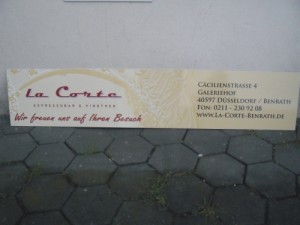 La Corte
ESPRESSOBAR & VINOTHEK
Wir freuen uns auf Ihren Besuch
CÄCILIENSTRASSE 4
GALERIEHOF
40597 DÜSSELDORF / BENRATH
FON: 0211 - 230 92 08
WWW.LA-CORTE-BENRATH.DE